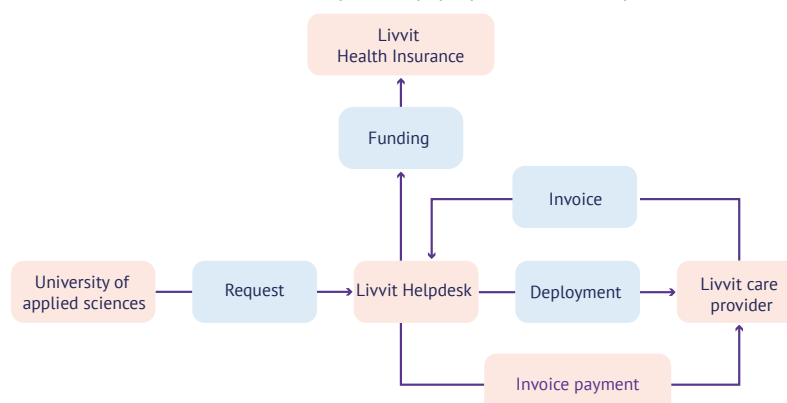 Livvit
Health Insurance
Funding
Invoice
University of
applied sciences
Request
Livvit Helpdesk
Deployment
Livvit care
provider
Invoice payment